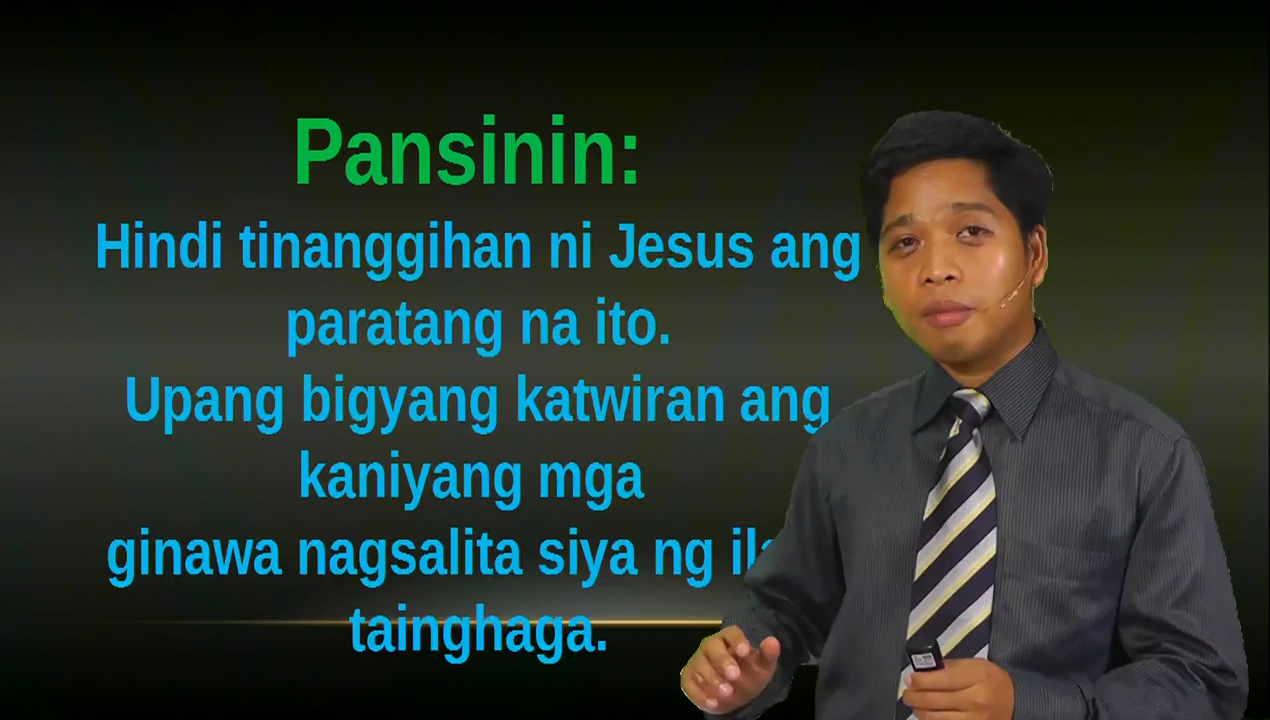 Pansinin:
Hindi tinanggihan ni Jesus ang
paratang na ito.
Upang bigyang katwiran ang
kaniyang mga
ginawa nagsalita siya ng
tainghaga.